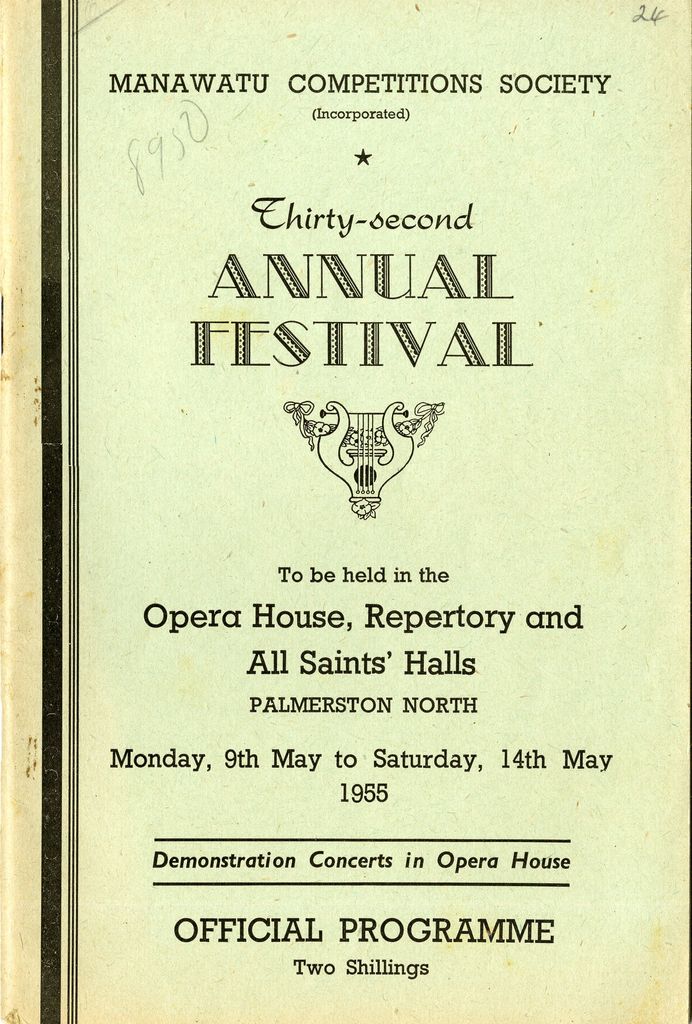 24
MANAWATU COMPETITIONS SOCIETY
(Incorporated)
8950
Thirty-second
ANNUAL
FESTIVAL
To be held in the
Opera House, Repertory and
All Saints' Halls
PALMERSTON NORTH
Monday, 9th May to Saturday, 14th May
1955
Demonstration Concerts in Opera House
OFFICIAL PROGRAMME
Two Shillings